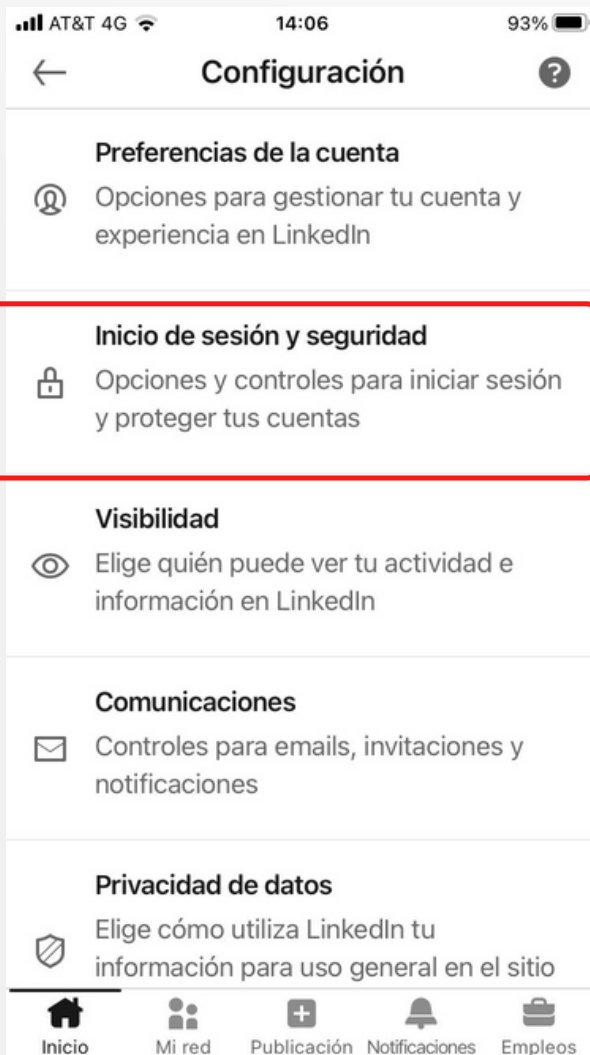 AT&T 4G 14:06 93%
Configuración ?
Preferencias de la cuenta
Opciones para gestionar tu cuenta y
experiencia en LinkedIn
Inicio de sesión y seguridad
Opciones y controles para iniciar sesión
y proteger tus cuentas
Visibilidad
Elige quién puede ver tu actividad e
información en LinkedIn
Comunicaciones
Controles para emails, invitaciones y
notificaciones
Privacidad de datos
Elige cómo utiliza LinkedIn tu
información para uso general en el sitio
Inicio Mi red Publicación Notificaciones Empleos